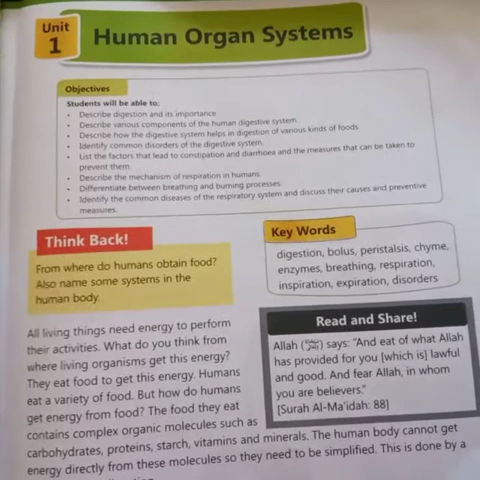 Unit
1
Human Organ Systems
Objectives
Students will be able to:
• Describe digestion and its importance
• Describe various components of the human digestive system.
• Describe how the digestive system helps in digestion of various kinds of foods.
• Identify common disorders of the digestive system.
• List the factors that lead to constipation and diarrhoea and the measures that can be taken to
prevent them.
• Describe the mechanism of respiration in humans.
• Differentiate between breathing and burning processes.
• Identify the common diseases of the respiratory system and discuss their causes and preventive
measures.
Think Back!
From where do humans obtain food?
Also name some systems in the
human body.
Key Words
digestion, bolus, peristalsis, chyme,
enzymes, breathing, respiration,
inspiration, expiration, disorders
Read and Share!
Allah () says: "And eat of what Allah
has provided for you [which is] lawful
and good. And fear Allah, in whom
you are believers."
[Surah Al-Ma'idah: 88]
All living things need energy to perform
their activities. What do you think from
where living organisms get this energy?
They eat food to get this energy. Humans
eat a variety of food. But how do humans
get energy from food? The food they eat
contains complex organic molecules such as
carbohydrates, proteins, starch, vitamins and minerals. The human body cannot get
energy directly from these molecules so they need to be simplified. This is done by a